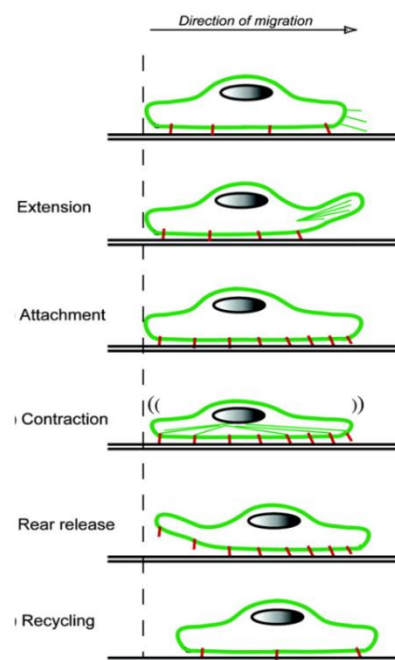 Direction of migration
Extension
Attachment
((
))
) Contraction
Rear release
) Recycling